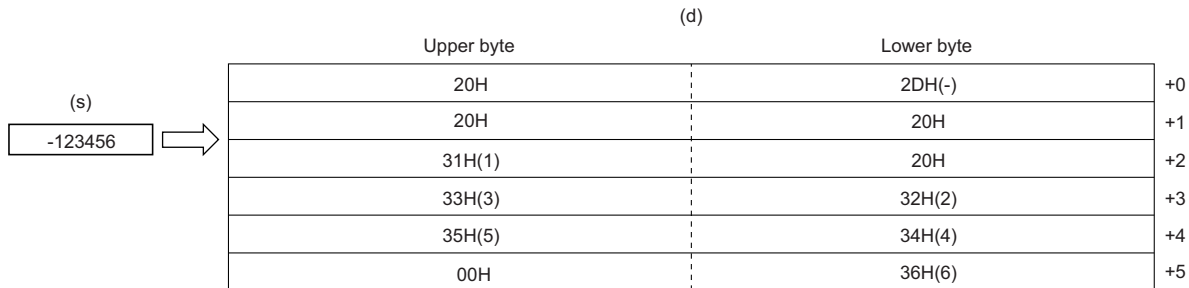 (d)
Upper byte Lower byte
20H 2DH(-) +0
(s)
20H 20H +1
-123456
31H(1) 20H +2
33H(3) 32H(2) +3
35H(5) 34H(4) +4
00H 36H(6) +5